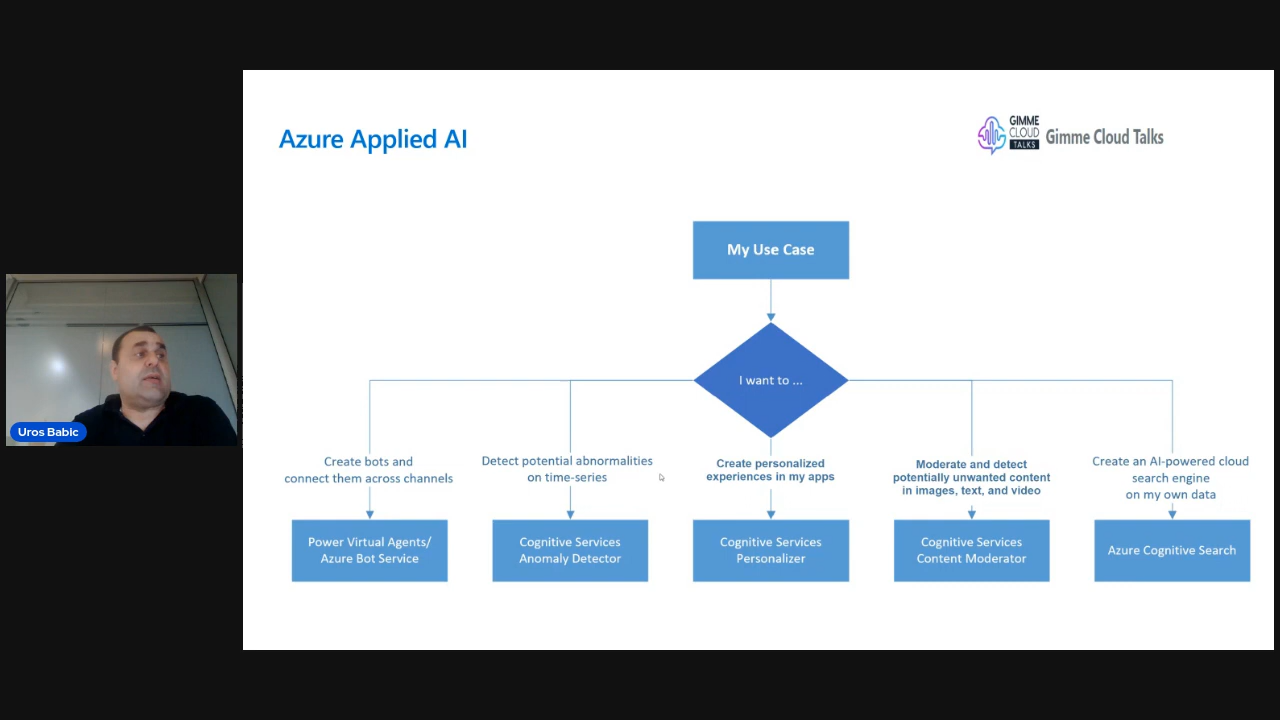 Azure Applied AI
GIMME
CLOUD
TALKS
Gimme Cloud Talks
My Use Case
I want to ...
Create bots and
connect them across channels
Detect potential abnormalities
on time-series
Create personalized
experiences in my apps
Moderate and detect
potentially unwanted content
in images, text, and video
Create an AI-powered cloud
search engine
on my own data
Power Virtual Agents/
Azure Bot Service
Cognitive Services
Anomaly Detector
Cognitive Services
Personalizer
Cognitive Services
Content Moderator
Azure Cognitive Search
Uros Babic